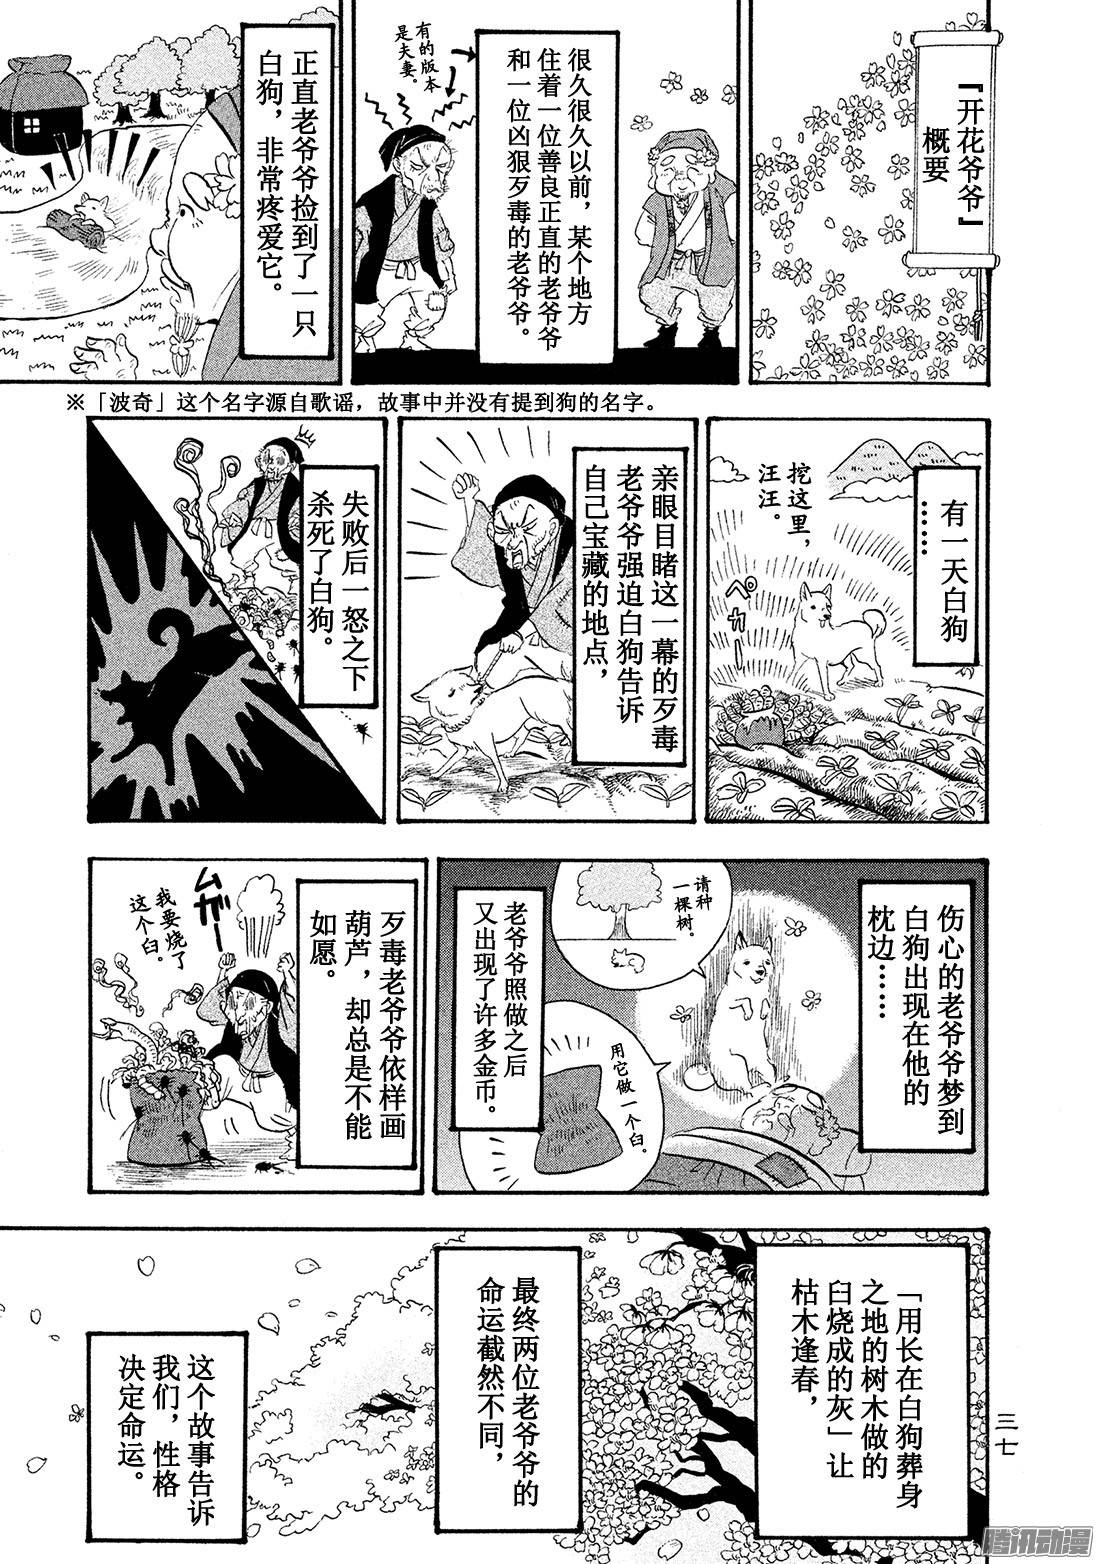 『开花爷爷』
概要
很久很久以前，某个地方
住着一位善良正直的老爷爷
和一位凶狠歹毒的老爷爷。
有的版本
是夫妻。
正直老爷爷捡到了一只
白狗，非常疼爱它。
※「波奇」这个名字源自歌谣，故事中并没有提到狗的名字。
有一天白狗
……
挖这里，
汪汪。
ペカー
亲眼目睹这一幕的歹毒
老爷爷强迫白狗告诉
自己宝藏的地点，
失败后一怒之下
杀死了白狗。
伤心的老爷爷梦到
白狗出现在他的
枕边……
请种
一棵树。
用它做一个臼。
老爷爷照做之后
又出现了许多金币。
歹毒老爷爷依样画
葫芦，却总是不能
如愿。
ムガー
我要烧了
这个臼。
「用长在白狗葬身
之地的树木做的
臼烧成的灰」让
枯木逢春，
最终两位老爷爷的
命运截然不同，
这个故事告诉
我们，性格
决定命运。
三七
腾讯动漫